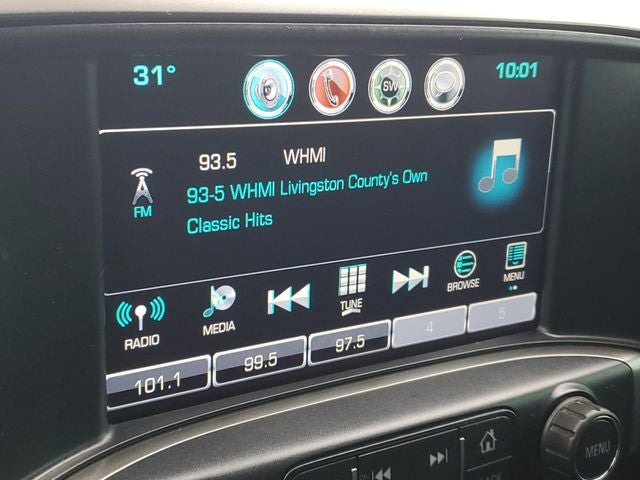 31°
SW
10:01
93.5 WHMI
FM
93-5 WHMI Livingston County's Own
Classic Hits
RADIO
MEDIA
TUNE
BROWSE
MENU
101.1
99.5
97.5
4
5
MENU